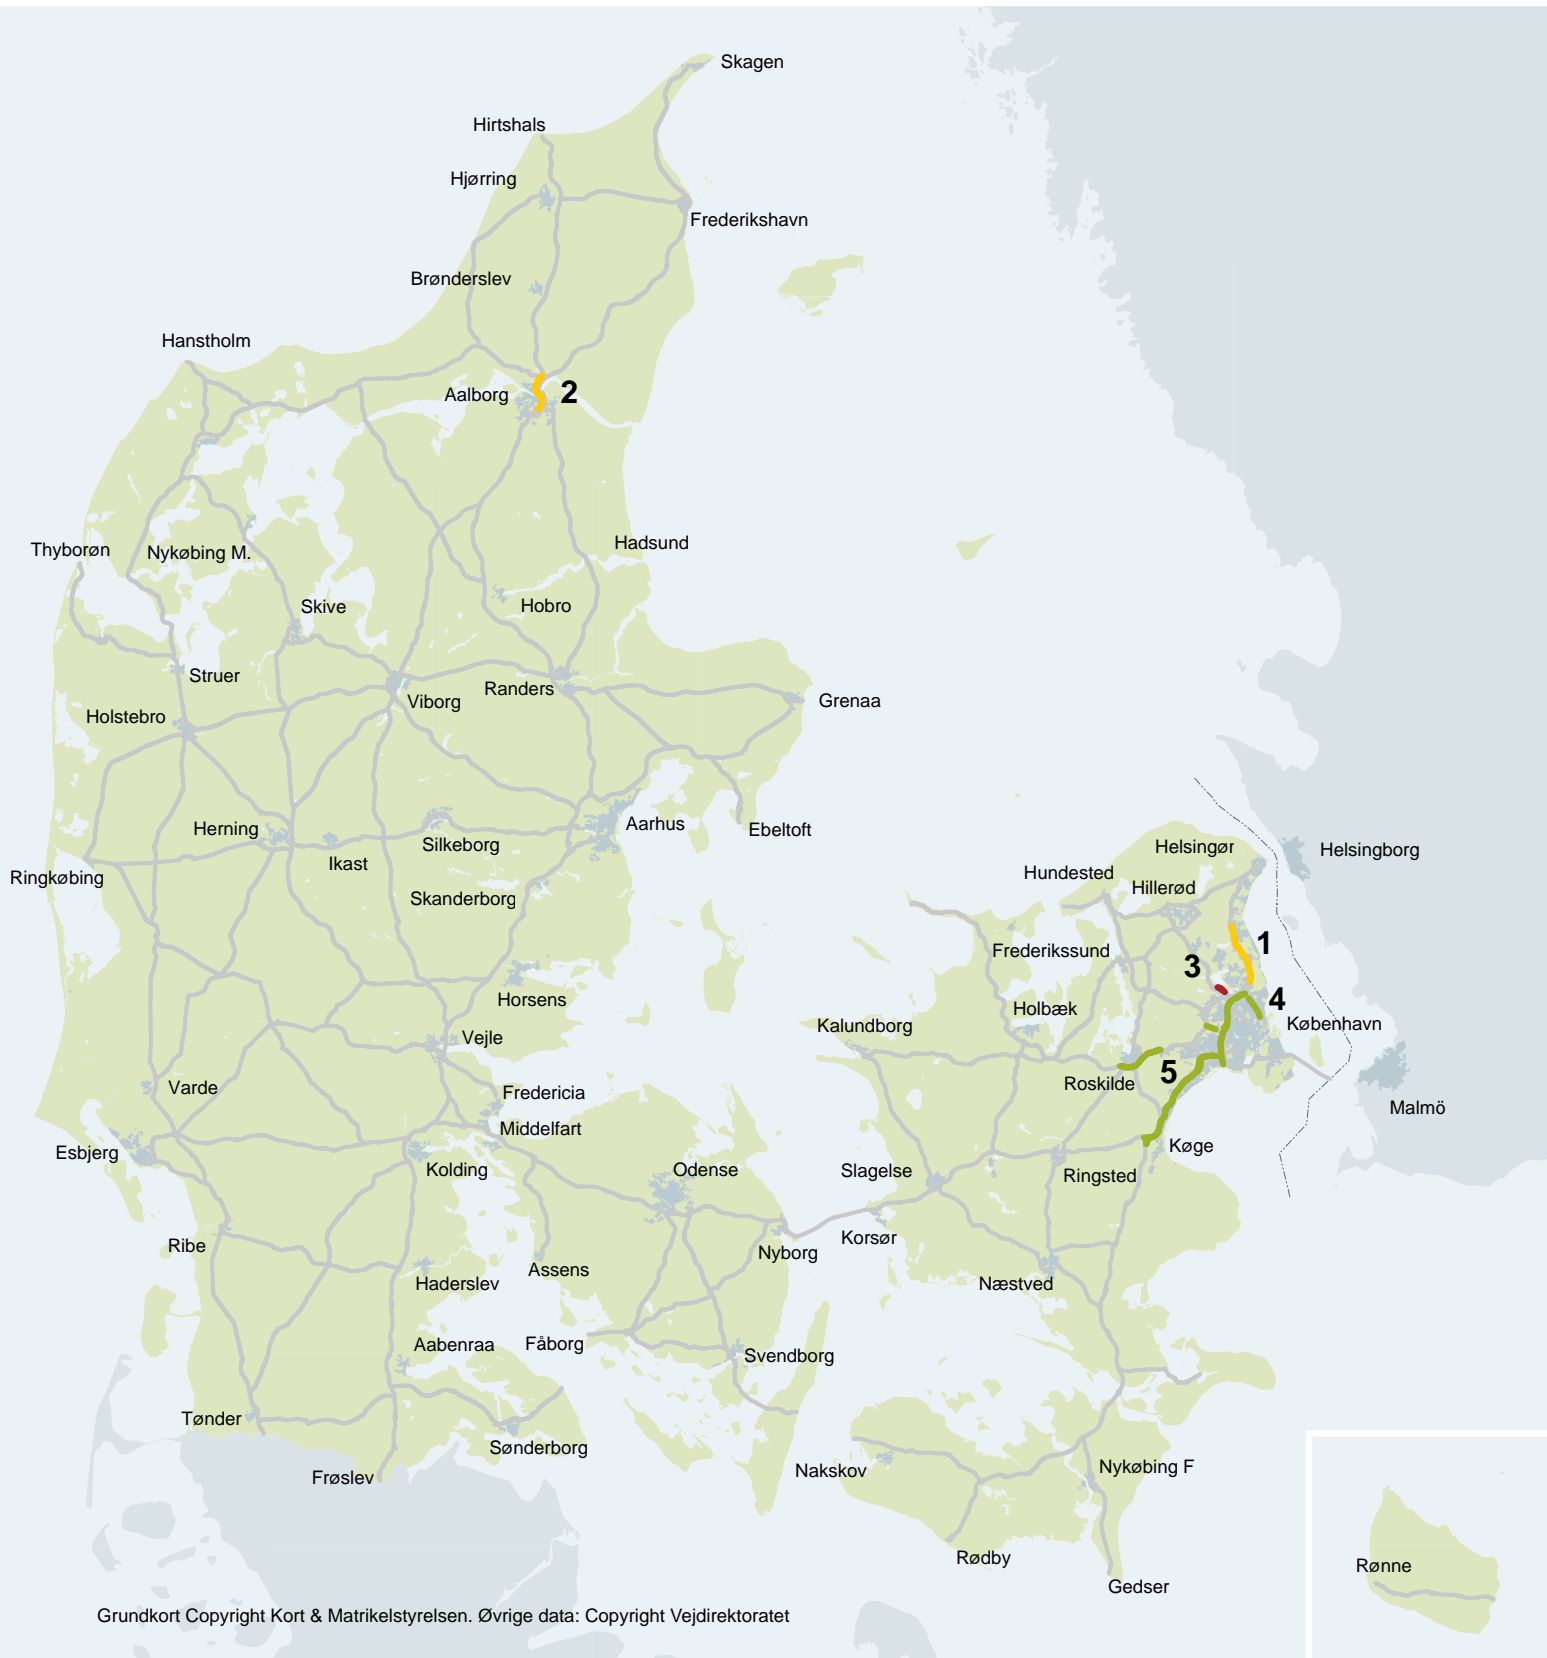 Skagen
Hirtshals
Hjørring
Frederikshavn
Brønderslev
Hanstholm
Aalborg
2
Thyborøn
Nykøbing M.
Hadsund
Skive
Hobro
Struer
Viborg
Randers
Grenaa
Holstebro
Herning
Ikast
Silkeborg
Aarhus
Ebeltoft
Ringkøbing
Skanderborg
Helsingør
Helsingborg
Hundested
Hillerød
Frederikssund
1
3
4
Horsens
Holbæk
København
Kalundborg
Vejle
Roskilde
5
Varde
Fredericia
Malmö
Middelfart
Esbjerg
Kolding
Odense
Køge
Slagelse
Ringsted
Ribe
Nyborg
Korsør
Haderslev
Assens
Næstved
Aabenraa
Fåborg
Svendborg
Tønder
Sønderborg
Frøslev
Nakskov
Nykøbing F
Rødby
Gedser
Rønne
Grundkort Copyright Kort & Matrikelstyrelsen. Øvrige data: Copyright Vejdirektoratet